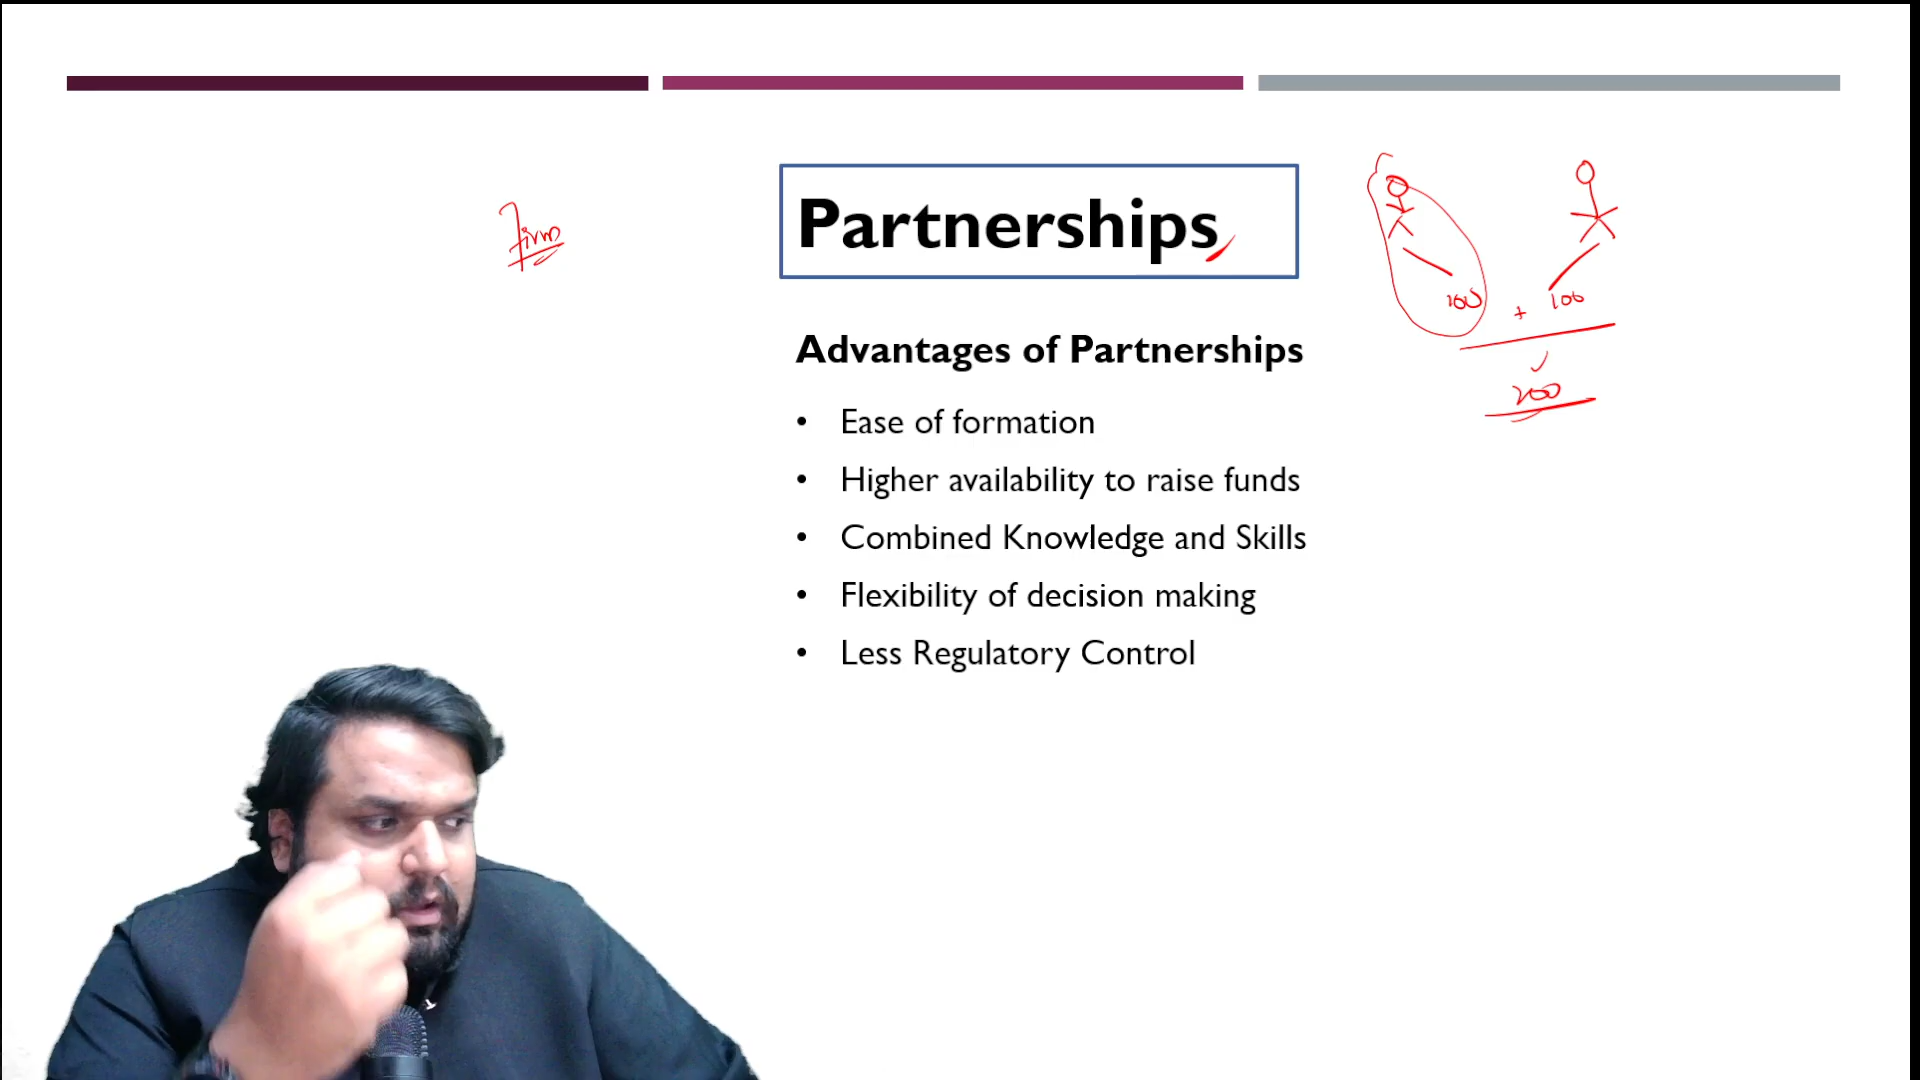 Firm
Partnerships
100 + 100
200
Advantages of Partnerships
• Ease of formation
• Higher availability to raise funds
• Combined Knowledge and Skills
• Flexibility of decision making
• Less Regulatory Control